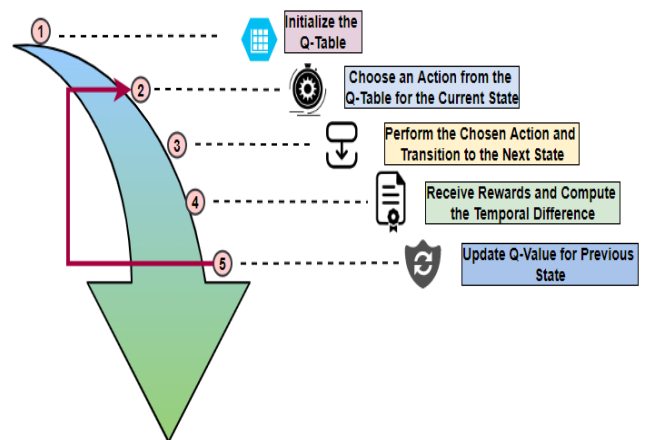 1
Initialize the
Q-Table
2
Choose an Action from the
Q-Table for the Current State
3
Perform the Chosen Action and
Transition to the Next State
4
Receive Rewards and Compute
the Temporal Difference
5
Update Q-Value for Previous
State